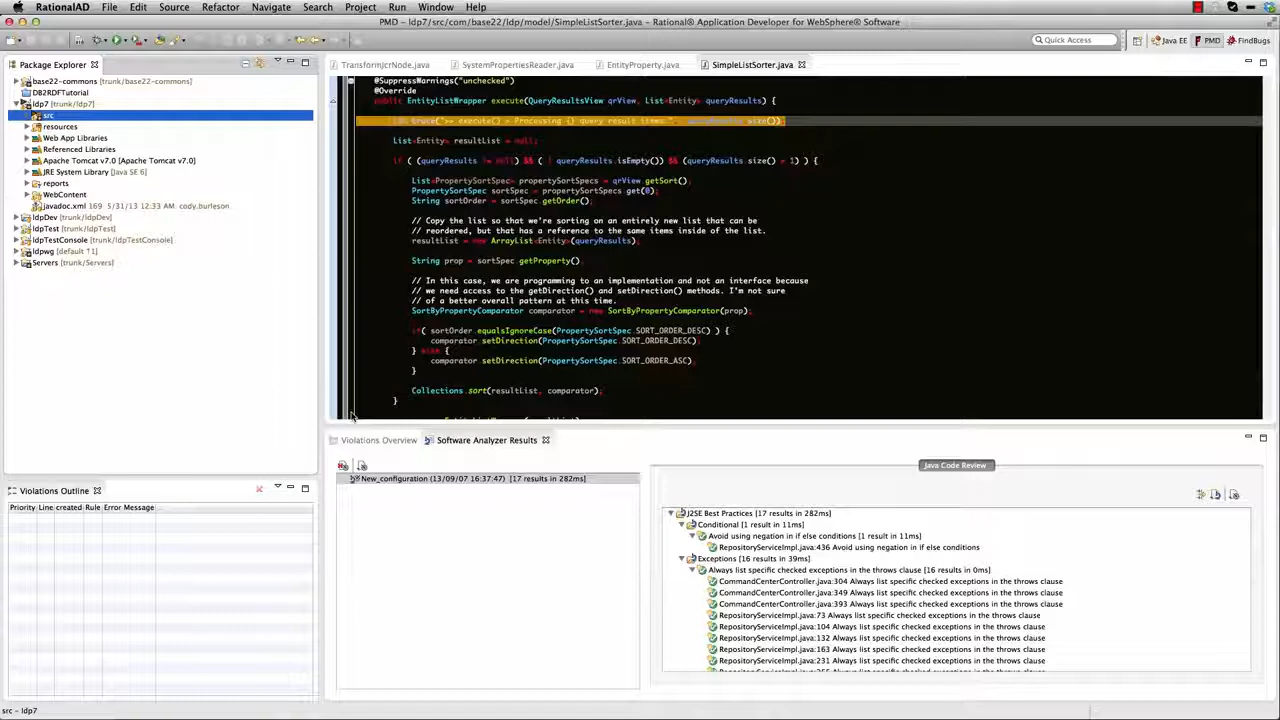 RationalAD File Edit Source Refactor Navigate Search Project Run Window Help
PMD - ldp7/src/com/base22/ldp/model/SimpleListSorter.java - Rational® Application Developer for WebSphere® Software
Quick Access Java EE PMD FindBugs
Package Explorer
base22-commons [trunk/base22-commons]
DB2RDFTutorial
ldp7 [trunk/ldp7]
src
resources
Web App Libraries
Referenced Libraries
Apache Tomcat v7.0 [Apache Tomcat v7.0]
JRE System Library [Java SE 6]
reports
WebContent
javadoc.xml 169 5/31/13 12:33 AM cody.burleson
ldpDev [trunk/ldpDev]
ldpTest [trunk/ldpTest]
ldpTestConsole [trunk/ldpTestConsole]
ldpwg [default ↑1]
Servers [trunk/Servers]
TransformJcrNode.java SystemPropertiesReader.java EntityProperty.java SimpleListSorter.java
@SuppressWarnings("unchecked")
@Override
public EntityListWrapper execute(QueryResultsView qrView, List<Entity> queryResults) {
trace(">> execute() > Processing {} query result items.", queryResults.size());
List<Entity> resultList = null;
if ( (queryResults != null) && ( ! queryResults.isEmpty()) && (queryResults.size() > 1) ) {
List<PropertySortSpec> propertySortSpecs = qrView.getSort();
PropertySortSpec sortSpec = propertySortSpecs.get(0);
String sortOrder = sortSpec.getOrder();
// Copy the list so that we're sorting on an entirely new list that can be
// reordered, but that has a reference to the same items inside of the list.
resultList = new ArrayList<Entity>(queryResults);
String prop = sortSpec.getProperty();
// In this case, we are programming to an implementation and not an interface because
// we need access to the getDirection() and setDirection() methods. I'm not sure
// of a better overall pattern at this time.
SortByPropertyComparator comparator = new SortByPropertyComparator(prop);
if( sortOrder.equalsIgnoreCase(PropertySortSpec.SORT_ORDER_DESC) ) {
comparator.setDirection(PropertySortSpec.SORT_ORDER_DESC);
} else {
comparator.setDirection(PropertySortSpec.SORT_ORDER_ASC);
}
Collections.sort(resultList, comparator);
}
Violations Overview Software Analyzer Results
New_configuration (13/09/07 16:37:47) [17 results in 282ms]
Java Code Review
J2SE Best Practices [17 results in 282ms]
Conditional [1 result in 11ms]
Avoid using negation in if else conditions [1 result in 11ms]
RepositoryServiceImpl.java:436 Avoid using negation in if else conditions
Exceptions [16 results in 39ms]
Always list specific checked exceptions in the throws clause [16 results in 0ms]
CommandCenterController.java:304 Always list specific checked exceptions in the throws clause
CommandCenterController.java:349 Always list specific checked exceptions in the throws clause
CommandCenterController.java:393 Always list specific checked exceptions in the throws clause
RepositoryServiceImpl.java:73 Always list specific checked exceptions in the throws clause
RepositoryServiceImpl.java:104 Always list specific checked exceptions in the throws clause
RepositoryServiceImpl.java:132 Always list specific checked exceptions in the throws clause
RepositoryServiceImpl.java:163 Always list specific checked exceptions in the throws clause
RepositoryServiceImpl.java:231 Always list specific checked exceptions in the throws clause
Violations Outline
Priority Line created Rule Error Message
src - ldp7